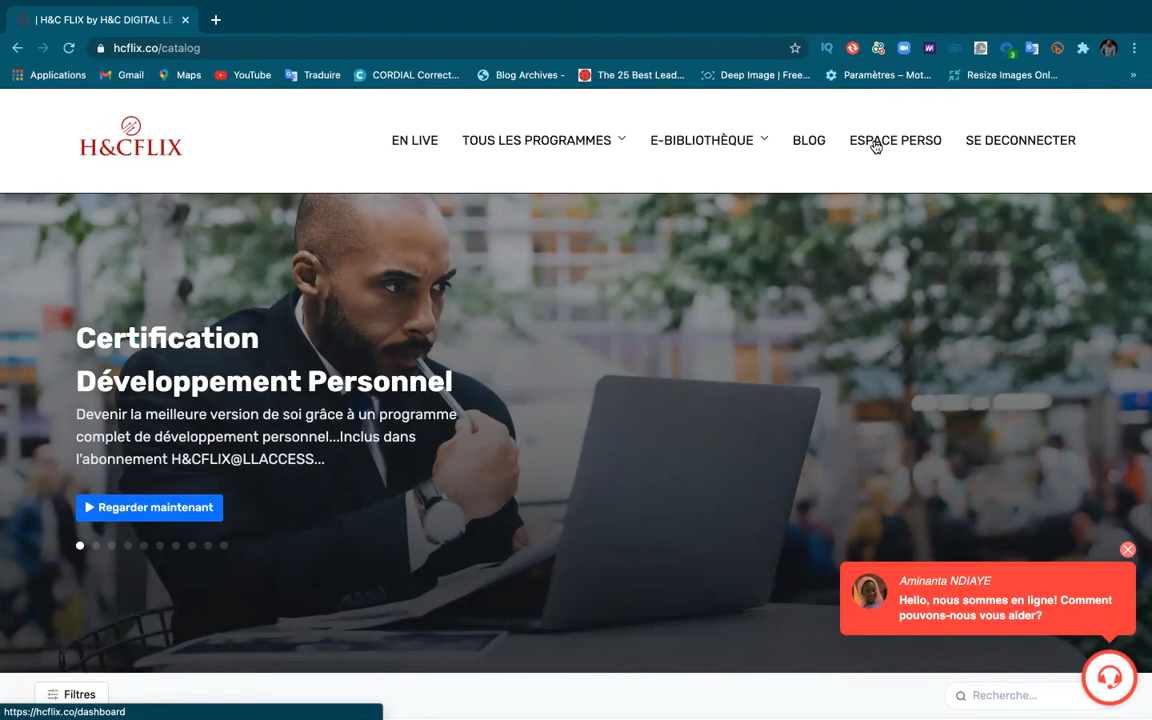 | H&C FLIX by H&C DIGITAL LE
hcflix.co/catalog
3
Applications Gmail Maps YouTube Traduire CORDIAL Correct... Blog Archives - The 25 Best Lead... Deep Image | Free... Paramètres – Mot... Resize Images Onl... »
H&CFLIX
EN LIVE TOUS LES PROGRAMMES E-BIBLIOTHÈQUE BLOG ESPACE PERSO SE DECONNECTER
Certification
Développement Personnel
Devenir la meilleure version de soi grâce à un programme
complet de développement personnel...Inclus dans
l'abonnement H&CFLIX@LLACCESS...
Regarder maintenant
Aminanta NDIAYE
Hello, nous sommes en ligne! Comment
pouvons-nous vous aider?
Filtres
Recherche...
https://hcflix.co/dashboard